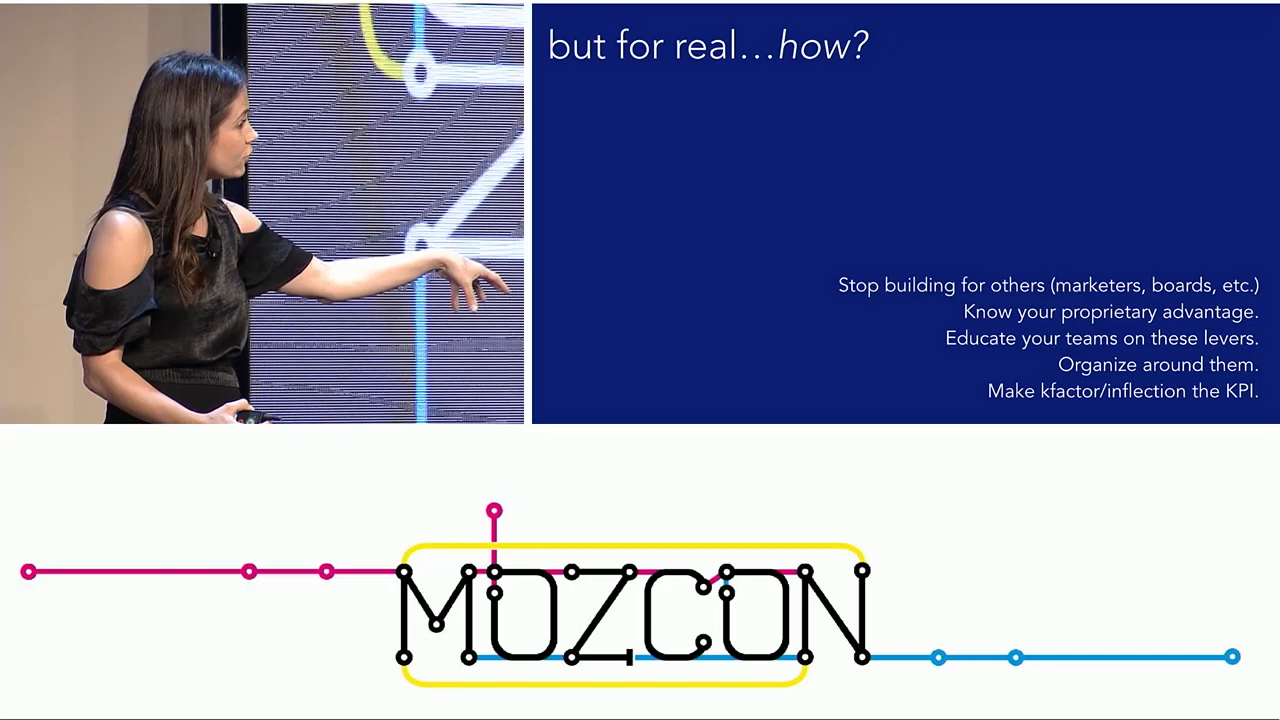 but for real...how?
Stop building for others (marketers, boards, etc.)
Know your proprietary advantage.
Educate your teams on these levers.
Organize around them.
Make kfactor/inflection the KPI.
MOZCON